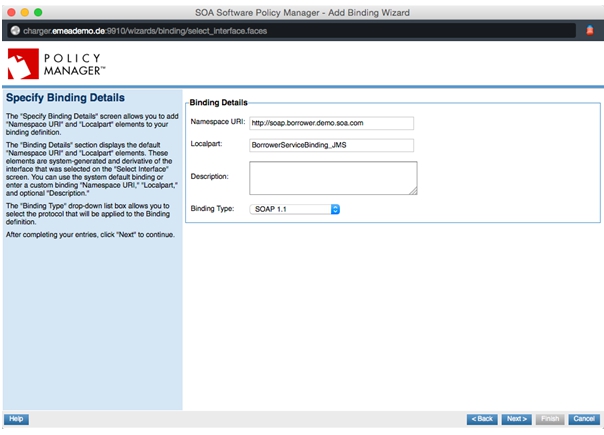 SOA Software Policy Manager - Add Binding Wizard
charger.emeademo.de:9910/wizards/binding/select_interface.faces
POLICY
MANAGER™
Specify Binding Details
The "Specify Binding Details" screen allows you to add
"Namespace URI" and "Localpart" elements to your
binding definition.
The "Binding Details" section displays the default
"Namespace URI" and "Localpart" elements. These
elements are system-generated and derivative of the
interface that was selected on the "Select Interface"
screen. You can use the system default binding or
enter a custom binding "Namespace URI," "Localpart,"
and optional "Description."
The "Binding Type" drop-down list box allows you to
select the protocol that will be applied to the Binding
definition.
After completing your entries, click "Next" to continue.
Binding Details
Namespace URI: http://soap.borrower.demo.soa.com
Localpart: BorrowerServiceBinding_JMS
Description:
Binding Type: SOAP 1.1
Help < Back Next > Finish Cancel